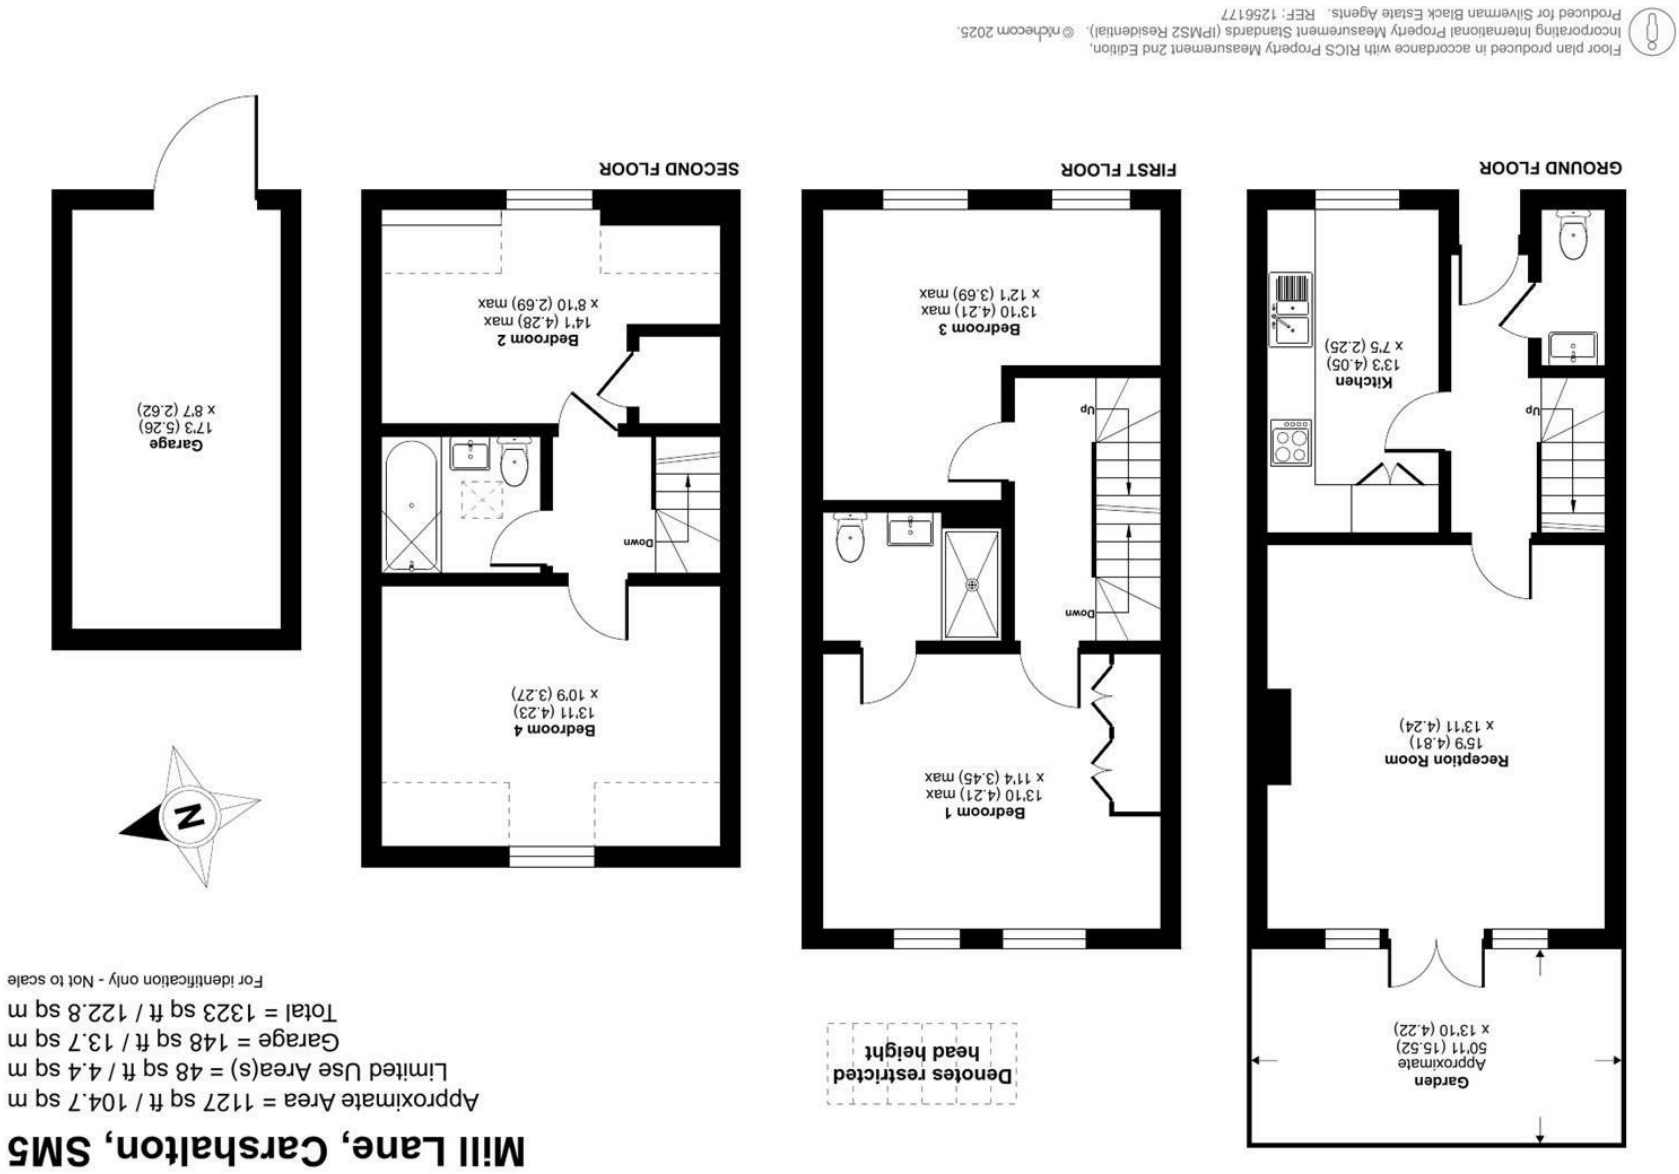 Mill Lane, Carshalton, SM5
Approximate Area = 1127 sq ft / 104.7 sq m
Limited Use Area(s) = 48 sq ft / 4.4 sq m
Garage = 148 sq ft / 13.7 sq m
Total = 1323 sq ft / 122.8 sq m
For identification only - Not to scale
Garden
Approximate
50'11 (15.52)
x 13'10 (4.22)
Denotes restricted
head height
Reception Room
15'9 (4.81)
x 13'11 (4.24)
Kitchen
13'3 (4.05)
x 7'5 (2.25)
Up
GROUND FLOOR
Bedroom 1
13'10 (4.21) max
x 11'4 (3.45) max
Down
Up
Bedroom 3
13'10 (4.21) max
x 12'1 (3.69) max
FIRST FLOOR
Bedroom 4
13'11 (4.23)
x 10'9 (3.27)
Down
Bedroom 2
14'1 (4.28) max
x 8'10 (2.69) max
SECOND FLOOR
N
Garage
17'3 (5.26)
x 8'7 (2.62)
Floor plan produced in accordance with RICS Property Measurement 2nd Edition,
Incorporating International Property Measurement Standards (IPMS2 Residential). © nichecom 2025.
Produced for Silverman Black Estate Agents. REF: 1256177